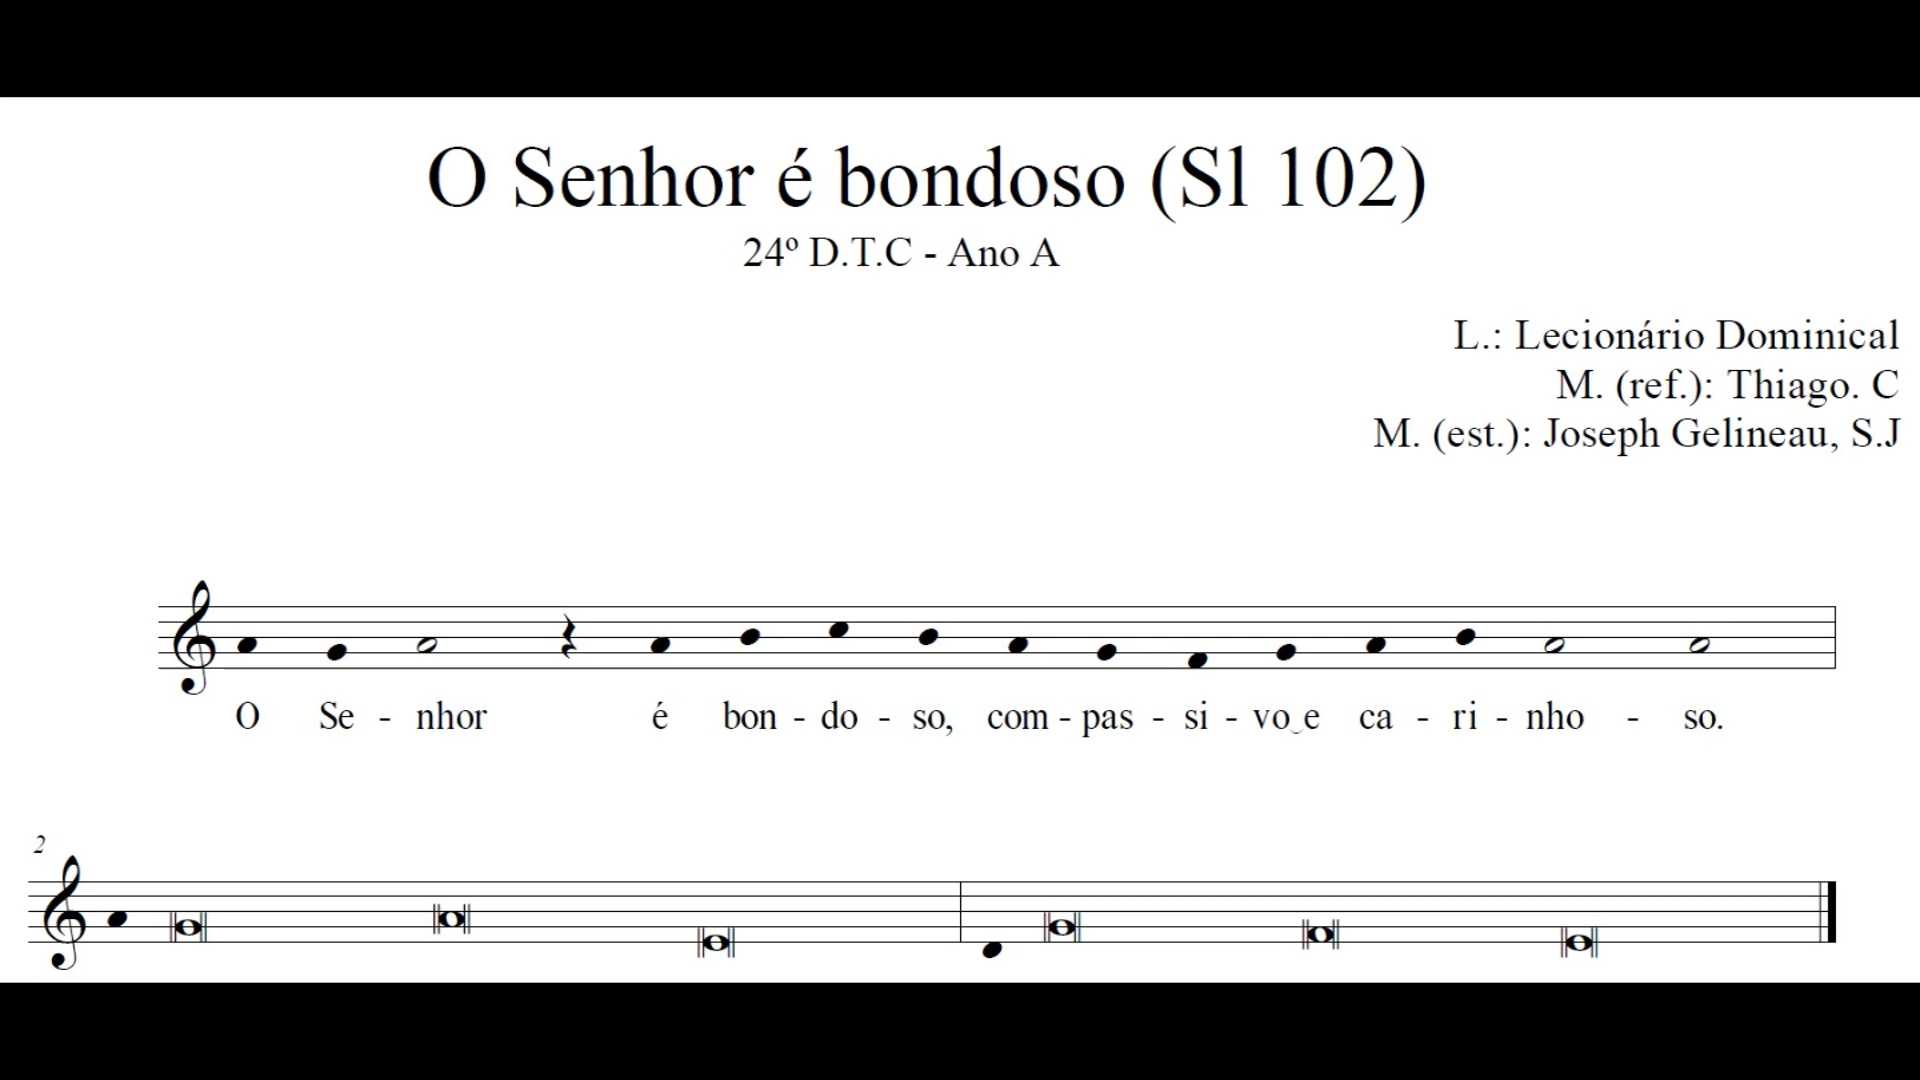 O Senhor é bondoso (Sl 102)
24º D.T.C - Ano A
L.: Lecionário Dominical
M. (ref.): Thiago. C
M. (est.): Joseph Gelineau, S.J
O Se - nhor é bon - do - so, com - pas - si - vo‿e ca - ri - nho - so.
2